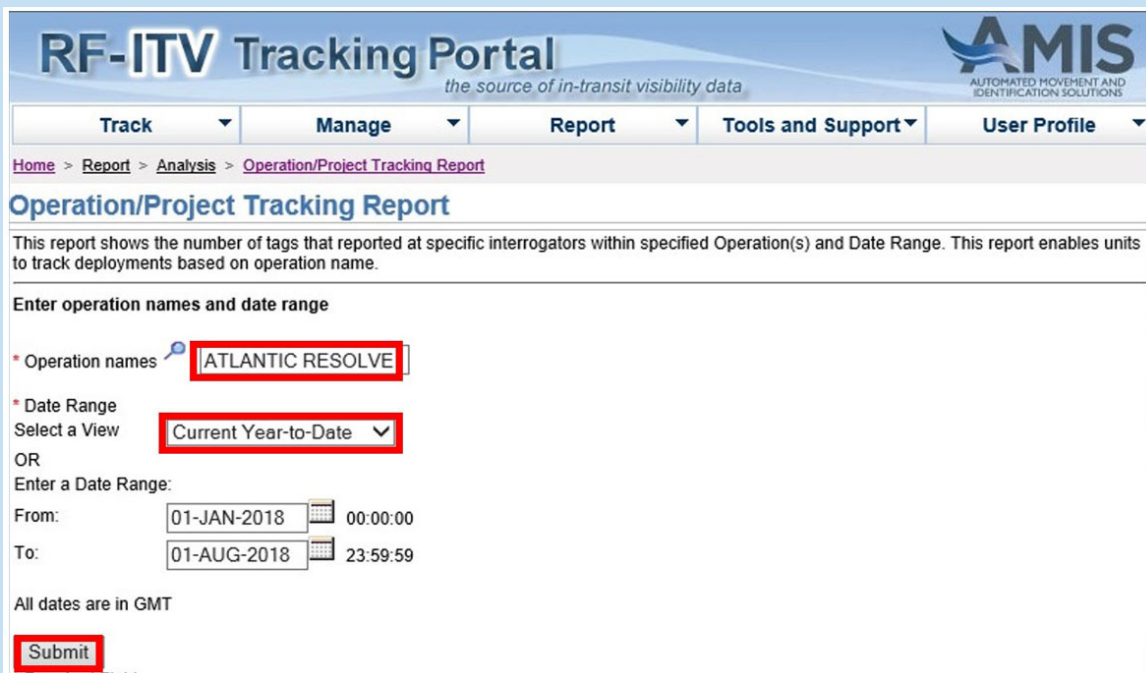 RF-ITV Tracking Portal
the source of in-transit visibility data
AMIS
AUTOMATED MOVEMENT AND
IDENTIFICATION SOLUTIONS
Track Manage Report Tools and Support User Profile
Home > Report > Analysis > Operation/Project Tracking Report
Operation/Project Tracking Report
This report shows the number of tags that reported at specific interrogators within specified Operation(s) and Date Range. This report enables units
to track deployments based on operation name.
Enter operation names and date range
* Operation names ATLANTIC RESOLVE
* Date Range
Select a View Current Year-to-Date
OR
Enter a Date Range:
From: 01-JAN-2018 00:00:00
To: 01-AUG-2018 23:59:59
All dates are in GMT
Submit